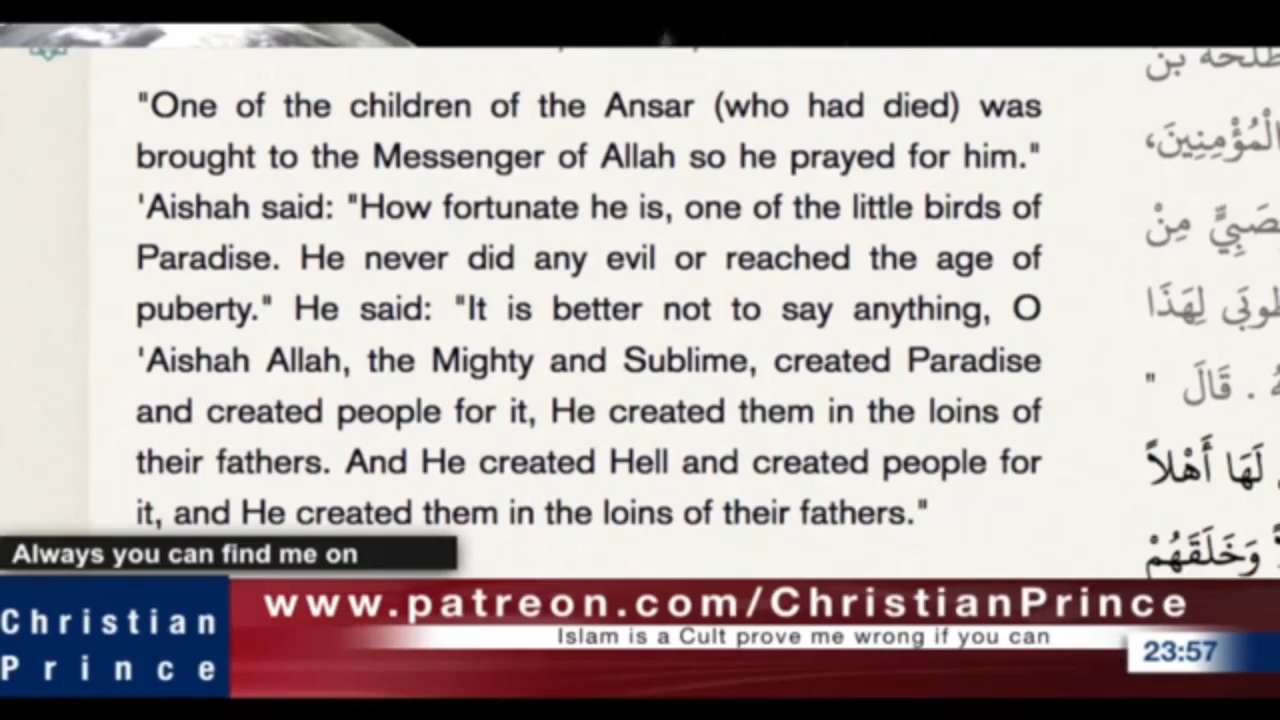 "One of the children of the Ansar (who had died) was
brought to the Messenger of Allah so he prayed for him."
'Aishah said: "How fortunate he is, one of the little birds of
Paradise. He never did any evil or reached the age of
puberty." He said: "It is better not to say anything, O
'Aishah Allah, the Mighty and Sublime, created Paradise
and created people for it, He created them in the loins of
their fathers. And He created Hell and created people for
it, and He created them in the loins of their fathers."
طلحة بن
الْمُؤْمِنِينَ،
صَبِيٍّ مِنْ
طُوبَى لِهَذَا
. قَالَ "
لَهَا أَهْلاً
وَخَلَقَهُمْ
Always you can find me on
Christian
Prince
www.patreon.com/ChristianPrince
Islam is a Cult prove me wrong if you can
23:57